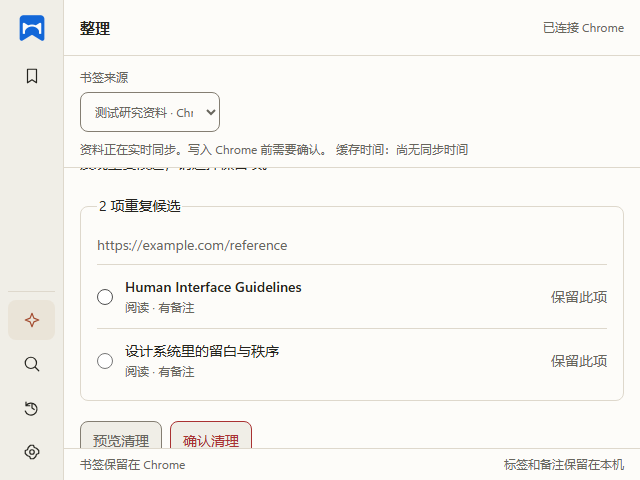 整理
已连接 Chrome
书签来源
测试研究资料 · Chr
资料正在实时同步。写入 Chrome 前需要确认。 缓存时间：尚无同步时间
2 项重复候选
https://example.com/reference
Human Interface Guidelines
阅读 · 有备注
保留此项
设计系统里的留白与秩序
阅读 · 有备注
保留此项
预览清理
确认清理
书签保留在 Chrome
标签和备注保留在本机